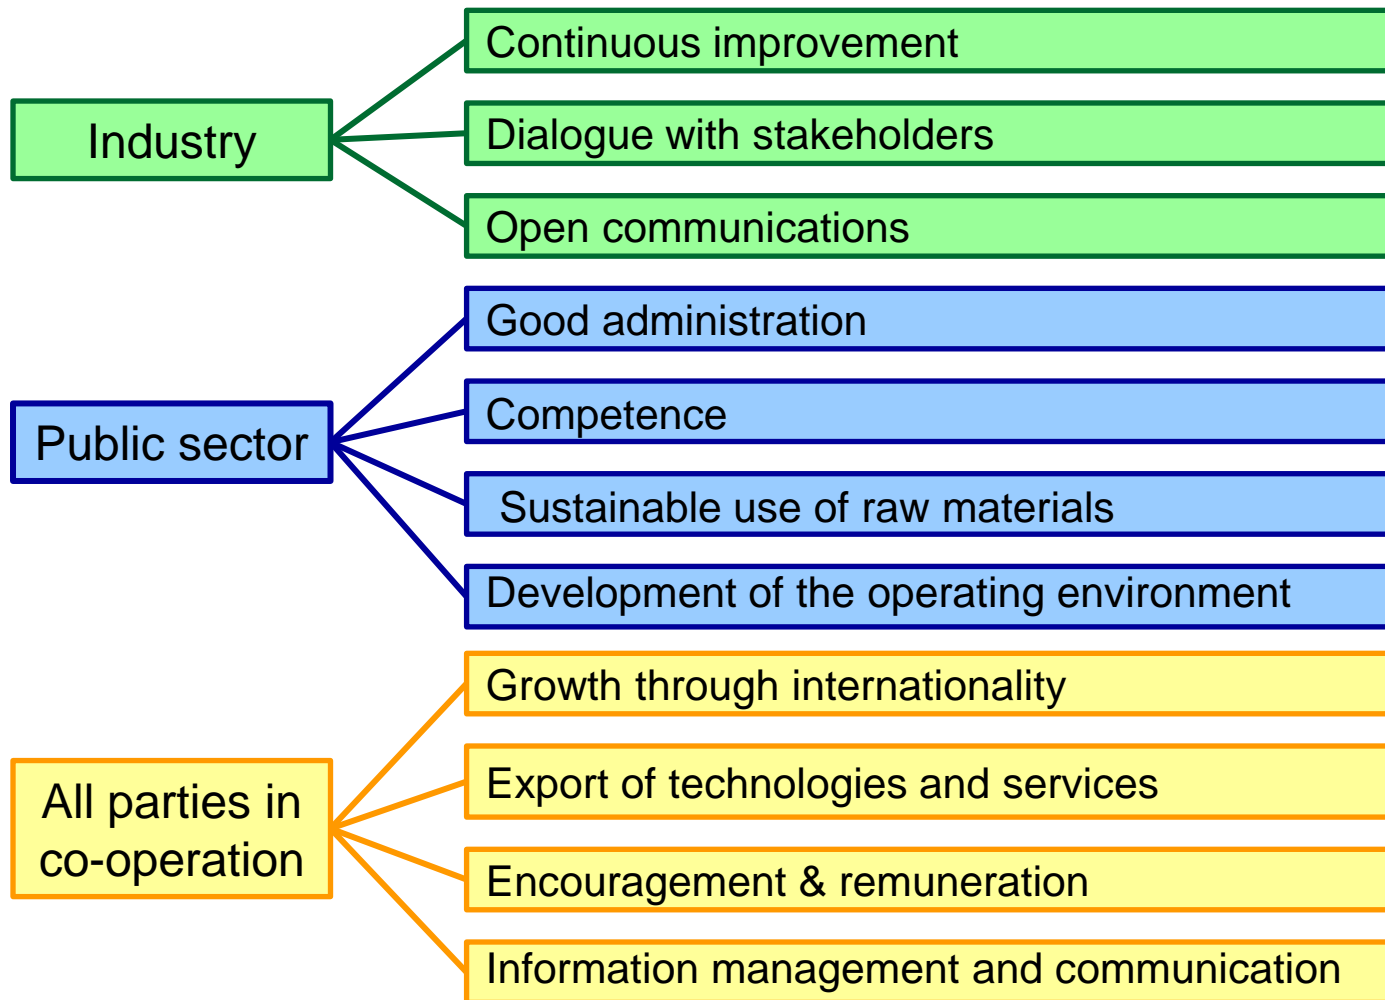 Industry
Continuous improvement
Dialogue with stakeholders
Open communications
Public sector
Good administration
Competence
Sustainable use of raw materials
Development of the operating environment
All parties in
co-operation
Growth through internationality
Export of technologies and services
Encouragement & remuneration
Information management and communication